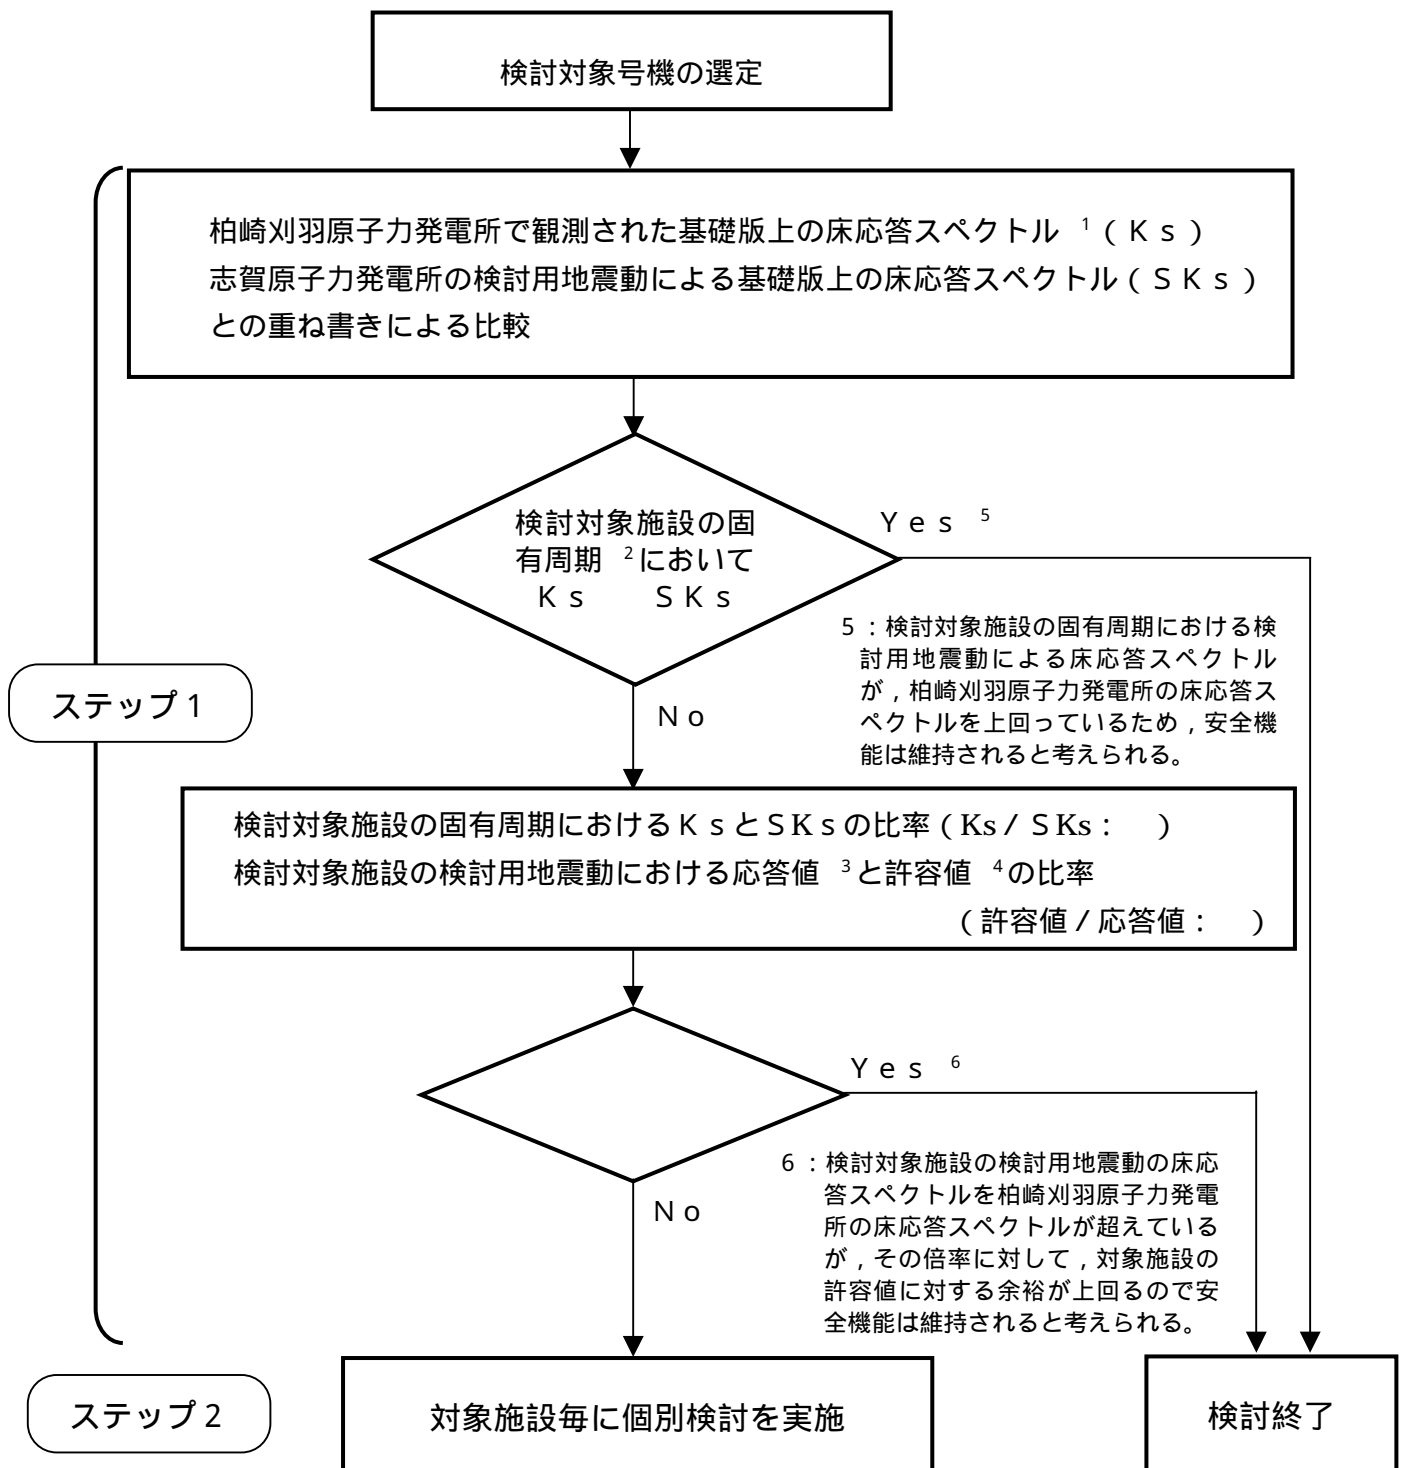 検討対象号機の選定
柏崎刈羽原子力発電所で観測された基礎版上の床応答スペクトル 1(Ks)
志賀原子力発電所の検討用地震動による基礎版上の床応答スペクトル(SKs)
との重ね書きによる比較
検討対象施設の固
有周期 2において
Ks SKs
Yes 5
5:検討対象施設の固有周期における検
討用地震動による床応答スペクトル
が,柏崎刈羽原子力発電所の床応答ス
ペクトルを上回っているため,安全機
能は維持されると考えられる。
ステップ1
No
検討対象施設の固有周期におけるKsとSKsの比率(Ks/SKs: )
検討対象施設の検討用地震動における応答値 3と許容値 4の比率
(許容値/応答値: )
Yes 6
6:検討対象施設の検討用地震動の床応
答スペクトルを柏崎刈羽原子力発電
所の床応答スペクトルが超えている
が,その倍率に対して,対象施設の
許容値に対する余裕が上回るので安
全機能は維持されると考えられる。
No
ステップ2
対象施設毎に個別検討を実施
検討終了